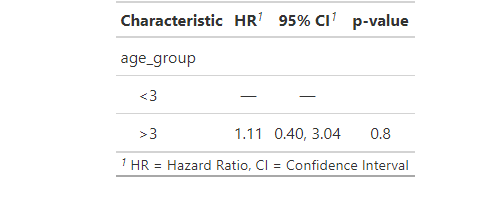 Characteristic HR¹ 95% CI¹ p-value
age_group
<3 — —
>3 1.11 0.40, 3.04 0.8
¹ HR = Hazard Ratio, CI = Confidence Interval